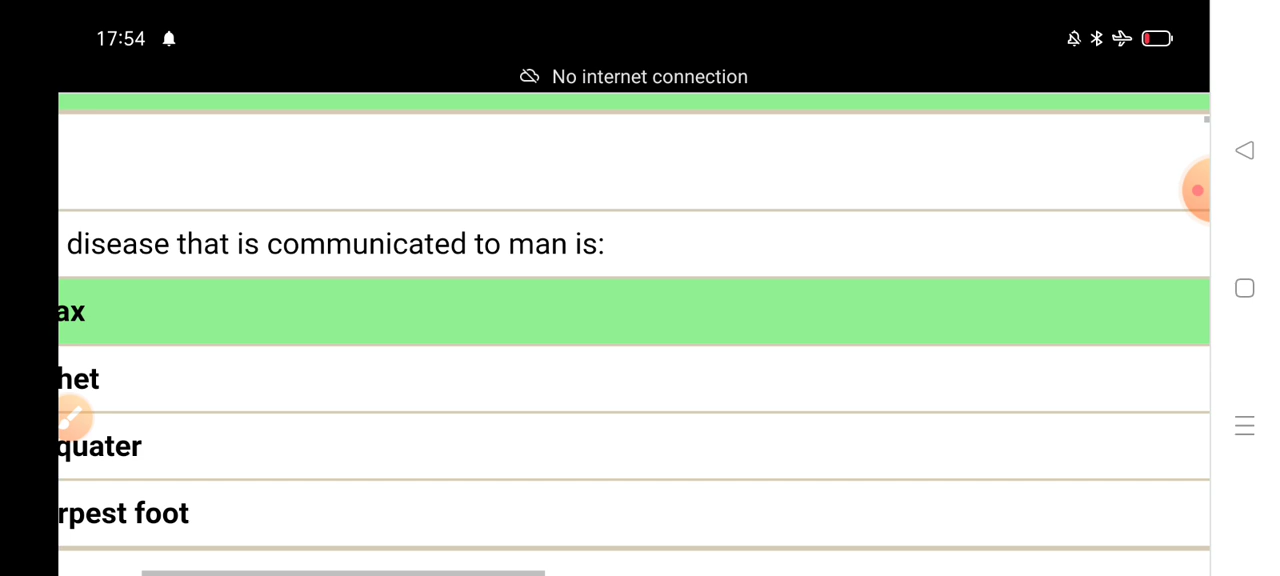 17:54
No internet connection
disease that is communicated to man is:
ax
het
quater
rpest foot